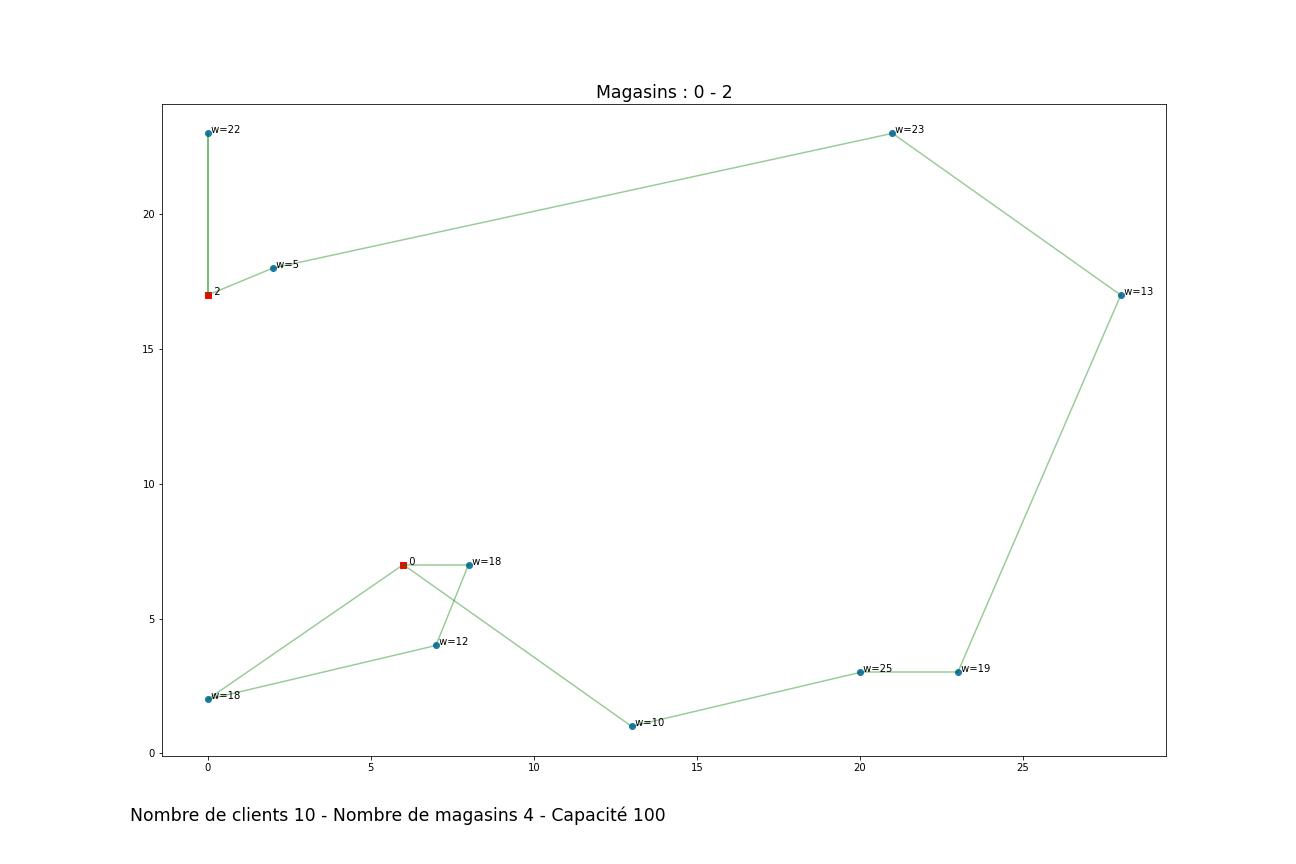 Magasins : 0 - 2
w=22
w=23
20
w=5
2
w=13
15
10
0
w=18
5
w=12
w=25
w=19
w=18
w=10
0
0
5
10
15
20
25
Nombre de clients 10 - Nombre de magasins 4 - Capacité 100